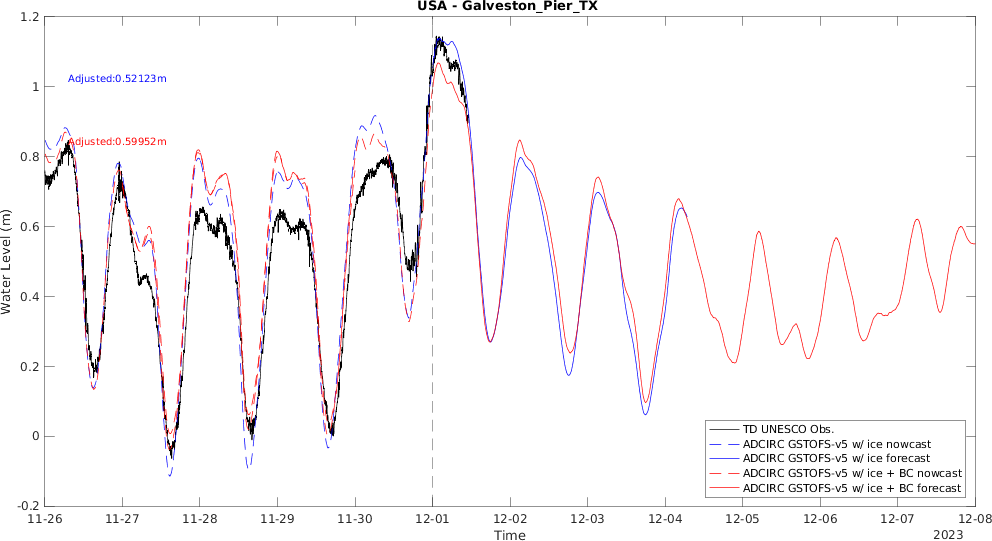 USA - Galveston_Pier_TX
1.2
1
0.8
0.6
0.4
0.2
0
-0.2
Water Level (m)
Adjusted:0.52123m
Adjusted:0.59952m
TD UNESCO Obs.
ADCIRC GSTOFS-v5 w/ ice nowcast
ADCIRC GSTOFS-v5 w/ ice forecast
ADCIRC GSTOFS-v5 w/ ice + BC nowcast
ADCIRC GSTOFS-v5 w/ ice + BC forecast
11-26 11-27 11-28 11-29 11-30 12-01 12-02 12-03 12-04 12-05 12-06 12-07 12-08
Time
2023